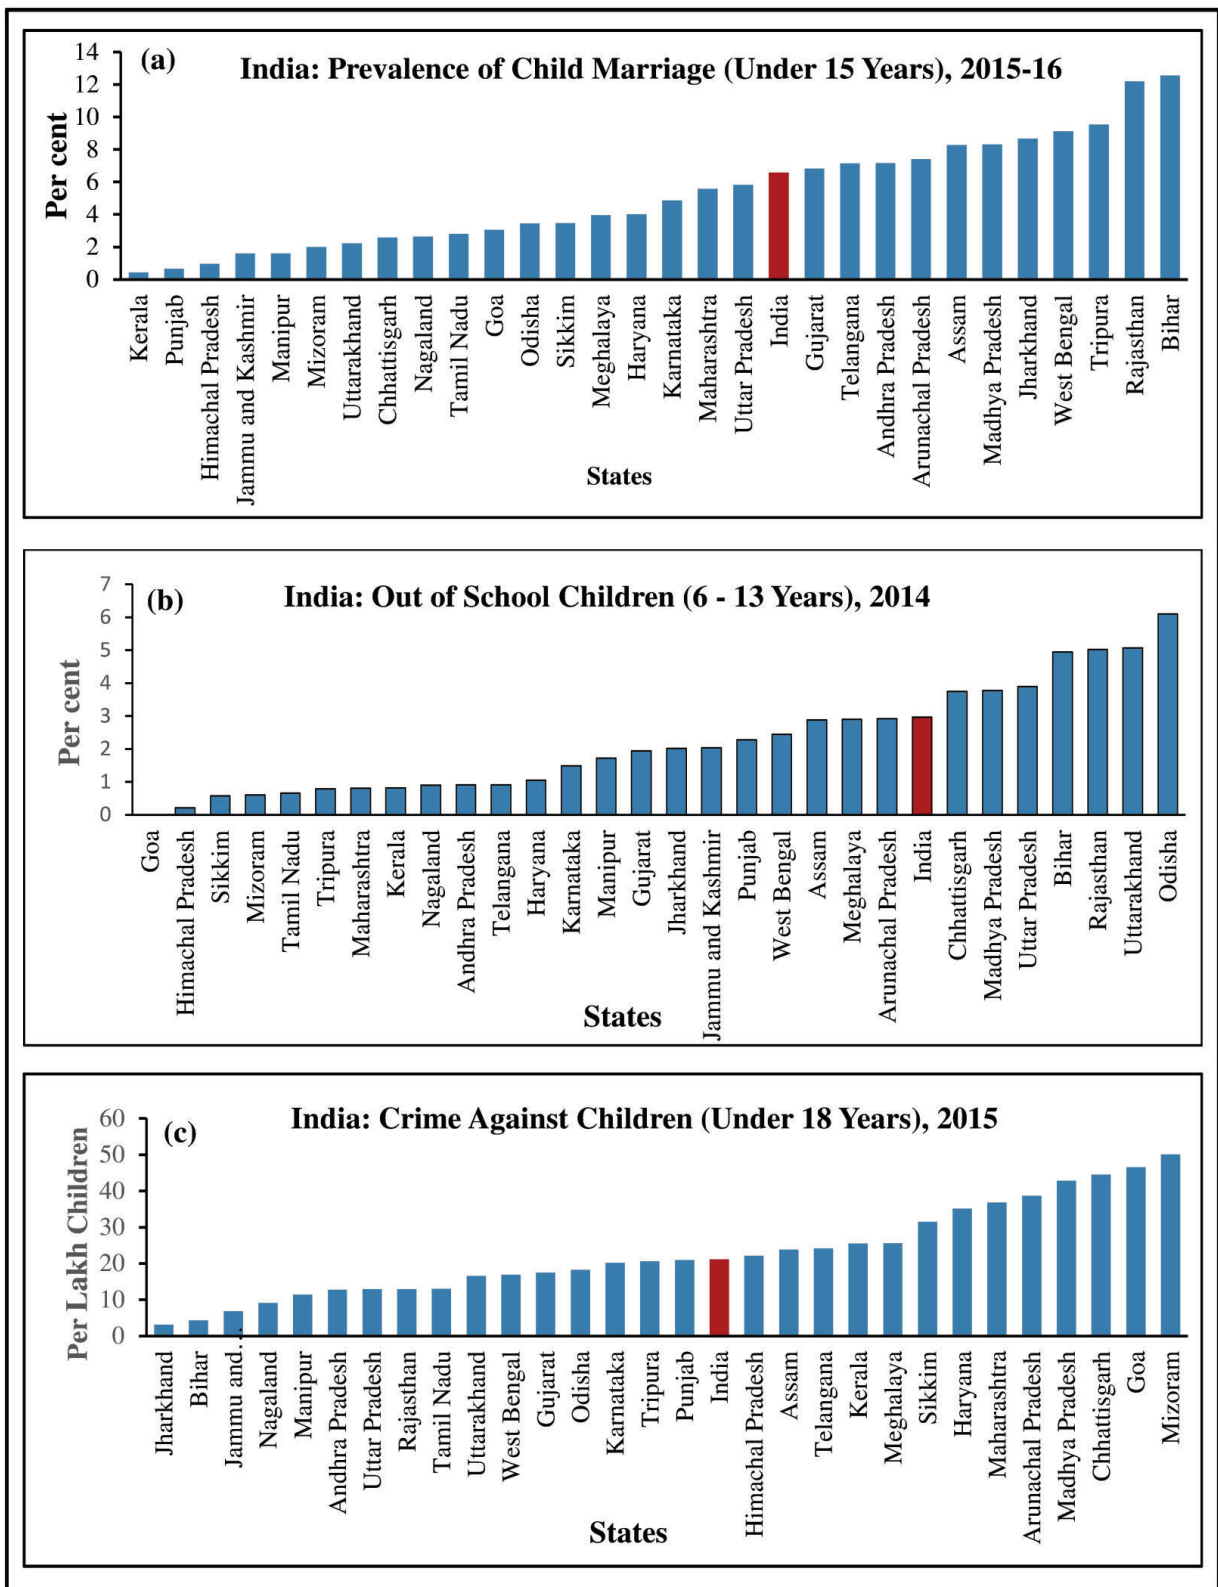 (a)
India: Prevalence of Child Marriage (Under 15 Years), 2015-16
Per cent
14
12
10
8
6
4
2
0
Kerala
Punjab
Himachal Pradesh
Jammu and Kashmir
Manipur
Mizoram
Uttarakhand
Chhattisgarh
Nagaland
Tamil Nadu
Goa
Odisha
Sikkim
Meghalaya
Haryana
Karnataka
Maharashtra
Uttar Pradesh
India
Gujarat
Telangana
Andhra Pradesh
Arunachal Pradesh
Assam
Madhya Pradesh
Jharkhand
West Bengal
Tripura
Rajasthan
Bihar
States
(b)
India: Out of School Children (6 - 13 Years), 2014
Per cent
7
6
5
4
3
2
1
0
Goa
Himachal Pradesh
Sikkim
Mizoram
Tamil Nadu
Tripura
Maharashtra
Kerala
Nagaland
Andhra Pradesh
Telangana
Haryana
Karnataka
Manipur
Gujarat
Jharkhand
Jammu and Kashmir
Punjab
West Bengal
Assam
Meghalaya
Arunachal Pradesh
India
Chhattisgarh
Madhya Pradesh
Uttar Pradesh
Bihar
Rajasthan
Uttarakhand
Odisha
States
(c)
India: Crime Against Children (Under 18 Years), 2015
Per Lakh Children
60
50
40
30
20
10
0
Jharkhand
Bihar
Jammu and…
Nagaland
Manipur
Andhra Pradesh
Uttar Pradesh
Rajasthan
Tamil Nadu
Uttarakhand
West Bengal
Gujarat
Odisha
Karnataka
Tripura
Punjab
India
Himachal Pradesh
Assam
Telangana
Kerala
Meghalaya
Sikkim
Haryana
Maharashtra
Arunachal Pradesh
Madhya Pradesh
Chhattisgarh
Goa
Mizoram
States